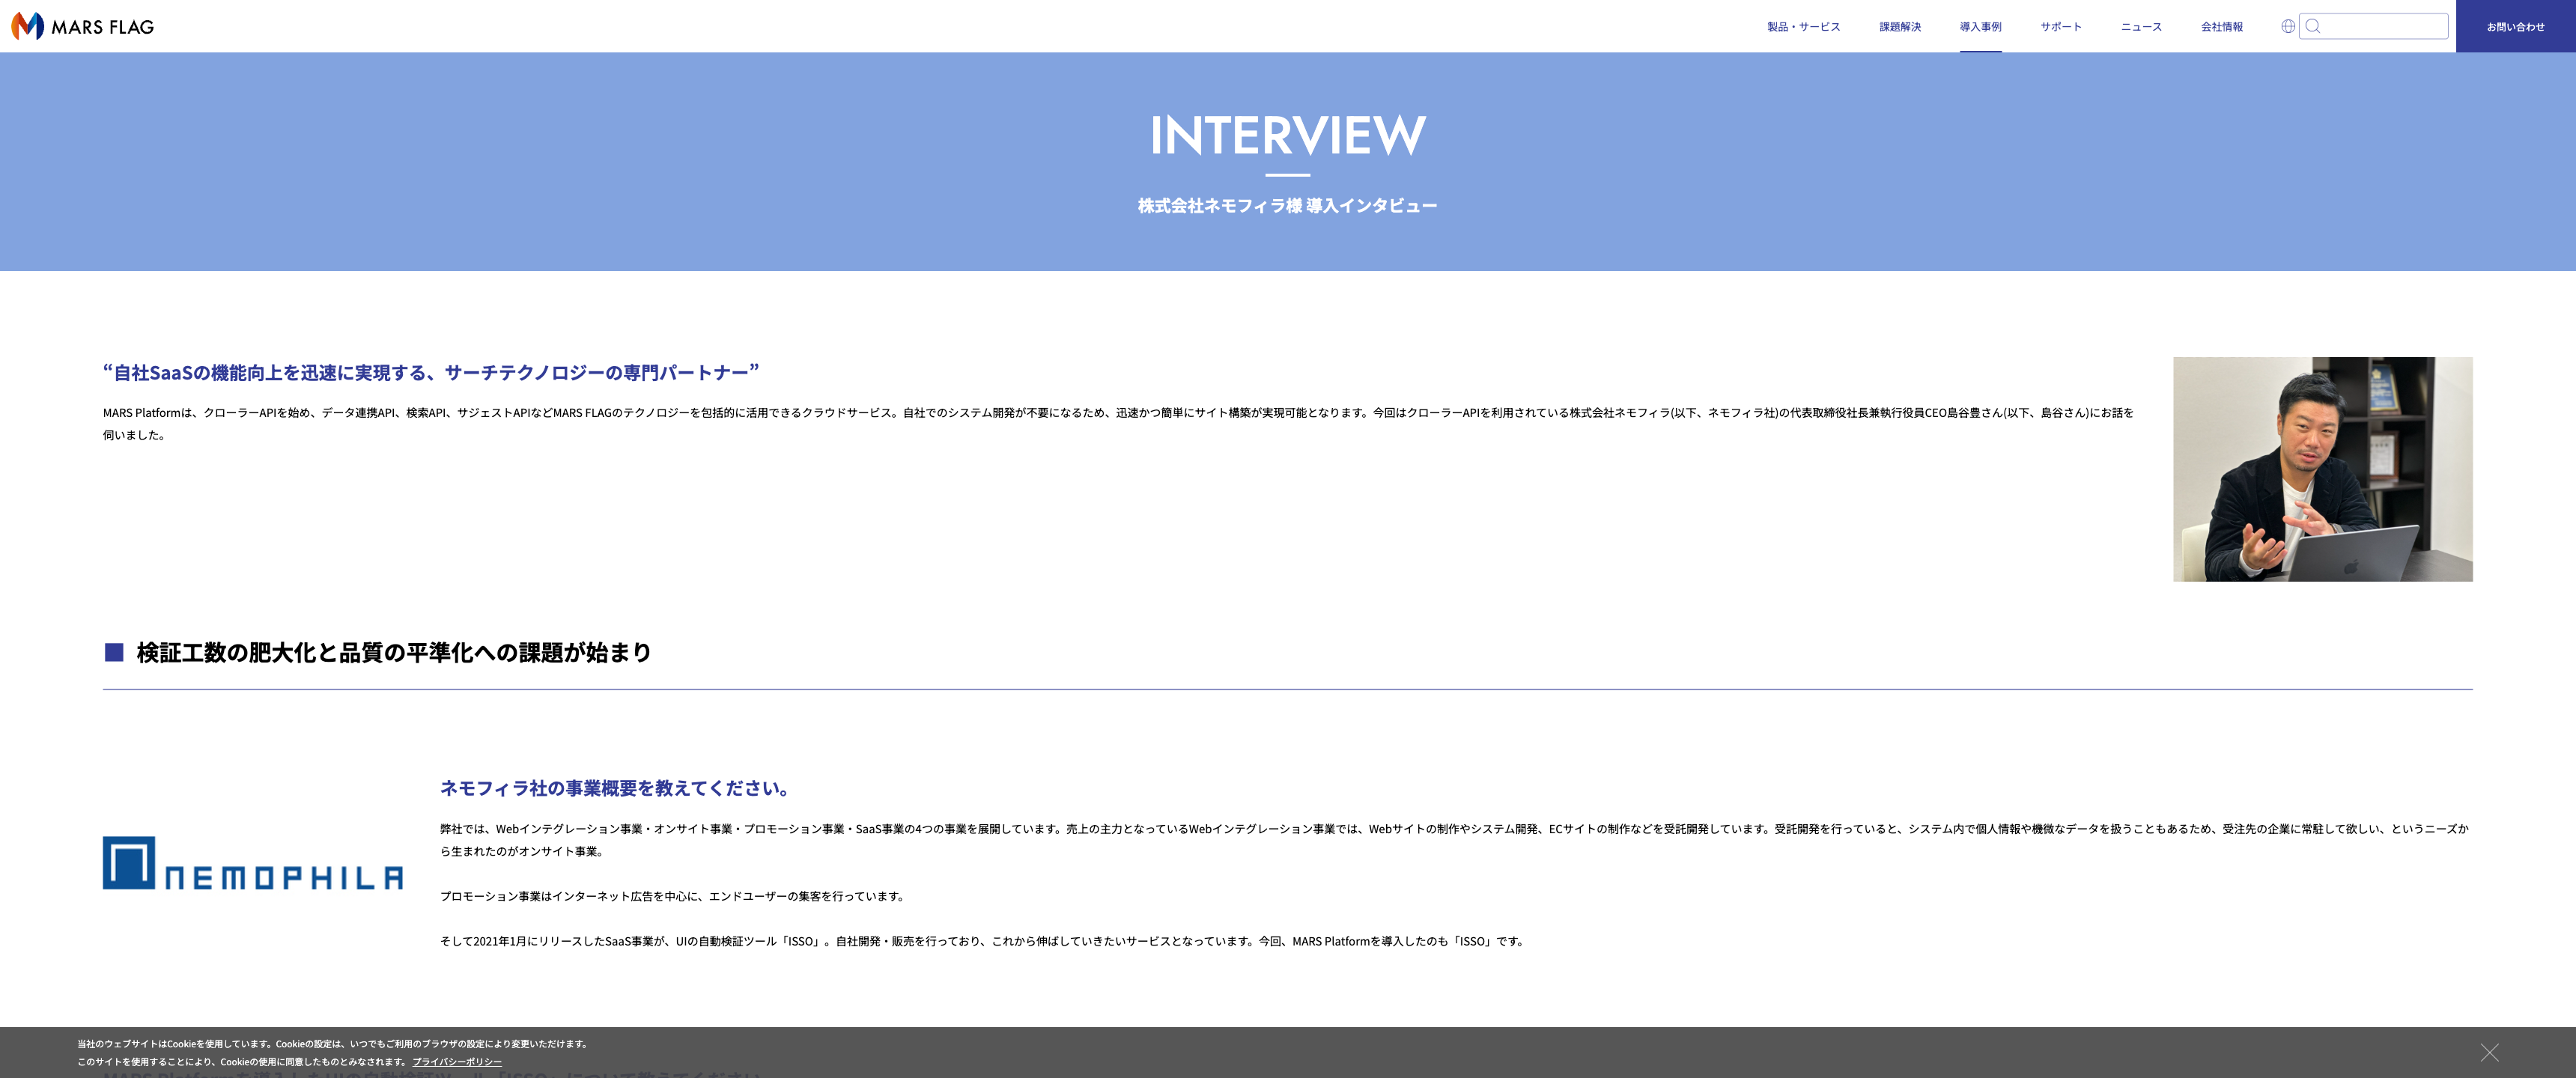 MARS FLAG
製品・サービス
課題解決
導入事例
サポート
ニュース
会社情報
お問い合わせ
INTERVIEW
株式会社ネモフィラ様 導入インタビュー
“自社SaaSの機能向上を迅速に実現する、サーチテクノロジーの専門パートナー”
MARS Platformは、クローラーAPIを始め、データ連携API、検索API、サジェストAPIなどMARS FLAGのテクノロジーを包括的に活用できるクラウドサービス。自社でのシステム開発が不要になるため、迅速かつ簡単にサイト構築が実現可能となります。今回はクローラーAPIを利用されている株式会社ネモフィラ(以下、ネモフィラ社)の代表取締役社長兼執行役員CEO島谷豊さん(以下、島谷さん)にお話を
伺いました。
■ 検証工数の肥大化と品質の平準化への課題が始まり
NEMOPHILA
ネモフィラ社の事業概要を教えてください。
弊社では、Webインテグレーション事業・オンサイト事業・プロモーション事業・SaaS事業の4つの事業を展開しています。売上の主力となっているWebインテグレーション事業では、Webサイトの制作やシステム開発、ECサイトの制作などを受託開発しています。受託開発を行っていると、システム内で個人情報や機微なデータを扱うこともあるため、受注先の企業に常駐して欲しい、というニーズか
ら生まれたのがオンサイト事業。
プロモーション事業はインターネット広告を中心に、エンドユーザーの集客を行っています。
そして2021年1月にリリースしたSaaS事業が、UIの自動検証ツール「ISSO」。自社開発・販売を行っており、これから伸ばしていきたいサービスとなっています。今回、MARS Platformを導入したのも「ISSO」です。
当社のウェブサイトはCookieを使用しています。Cookieの設定は、いつでもご利用のブラウザの設定により変更いただけます。
このサイトを使用することにより、Cookieの使用に同意したものとみなされます。 プライバシーポリシー